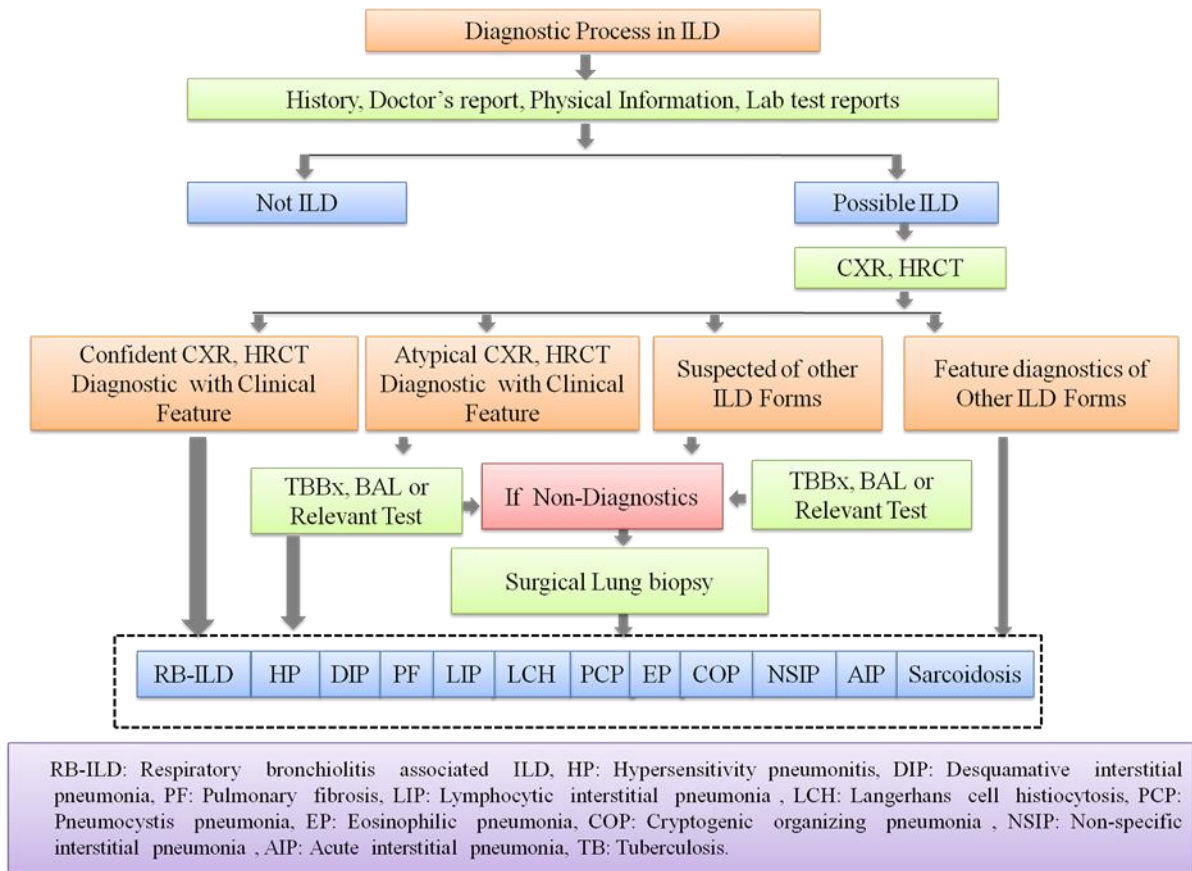 Diagnostic Process in ILD
History, Doctor's report, Physical Information, Lab test reports
Not ILD
Possible ILD
CXR, HRCT
Confident CXR, HRCT
Diagnostic with Clinical
Feature
Atypical CXR, HRCT
Diagnostic with Clinical
Feature
Suspected of other
ILD Forms
Feature diagnostics of
Other ILD Forms
TBBx, BAL or
Relevant Test
If Non-Diagnostics
TBBx, BAL or
Relevant Test
Surgical Lung biopsy
RB-ILD HP DIP PF LIP LCH PCP EP COP NSIP AIP Sarcoidosis
RB-ILD: Respiratory bronchiolitis associated ILD, HP: Hypersensitivity pneumonitis, DIP: Desquamative interstitial
pneumonia, PF: Pulmonary fibrosis, LIP: Lymphocytic interstitial pneumonia , LCH: Langerhans cell histiocytosis, PCP:
Pneumocystis pneumonia, EP: Eosinophilic pneumonia, COP: Cryptogenic organizing pneumonia , NSIP: Non-specific
interstitial pneumonia , AIP: Acute interstitial pneumonia, TB: Tuberculosis.